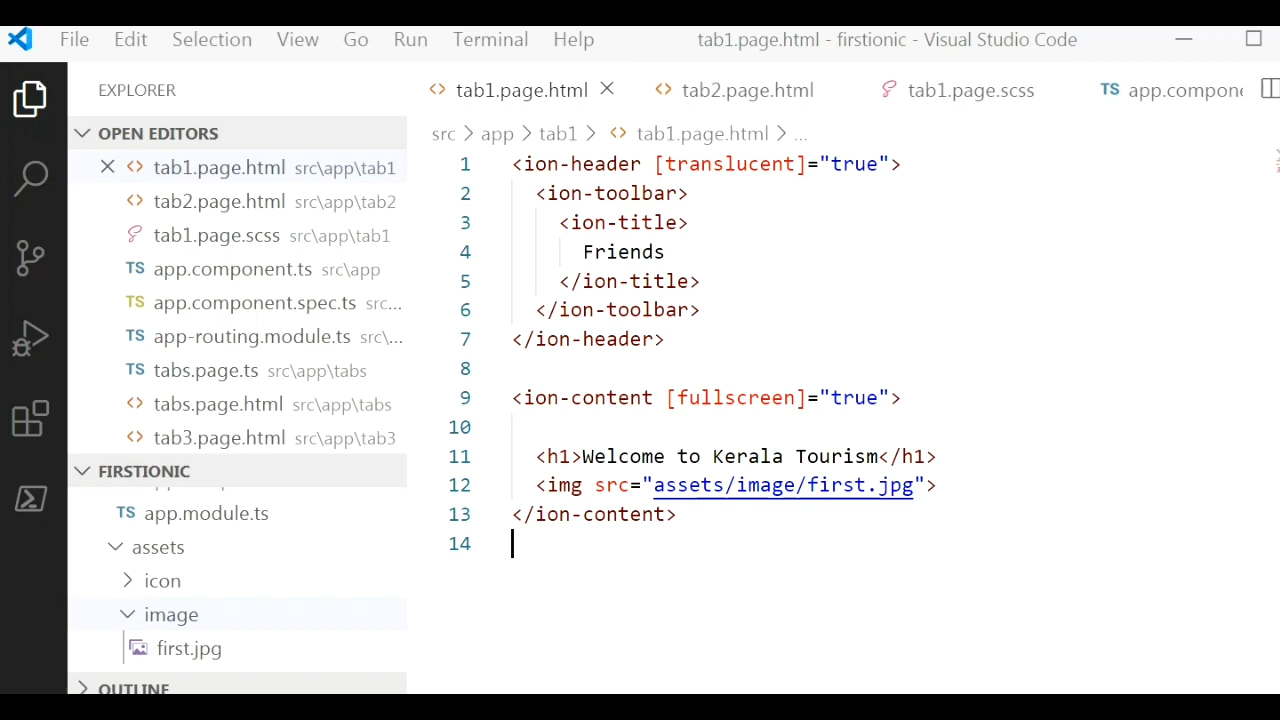 File Edit Selection View Go Run Terminal Help tab1.page.html - firstionic - Visual Studio Code
EXPLORER
OPEN EDITORS
tab1.page.html src\app\tab1
tab2.page.html src\app\tab2
tab1.page.scss src\app\tab1
TS app.component.ts src\app
TS app.component.spec.ts src...
TS app-routing.module.ts src\...
TS tabs.page.ts src\app\tabs
tabs.page.html src\app\tabs
tab3.page.html src\app\tab3
FIRSTIONIC
TS app.module.ts
assets
icon
image
first.jpg
OUTLINE
tab1.page.html tab2.page.html tab1.page.scss TS app.compone
src > app > tab1 > tab1.page.html > ...
1 <ion-header [translucent]="true">
2 <ion-toolbar>
3 <ion-title>
4 Friends
5 </ion-title>
6 </ion-toolbar>
7 </ion-header>
8
9 <ion-content [fullscreen]="true">
10
11 <h1>Welcome to Kerala Tourism</h1>
12 <img src="assets/image/first.jpg">
13 </ion-content>
14